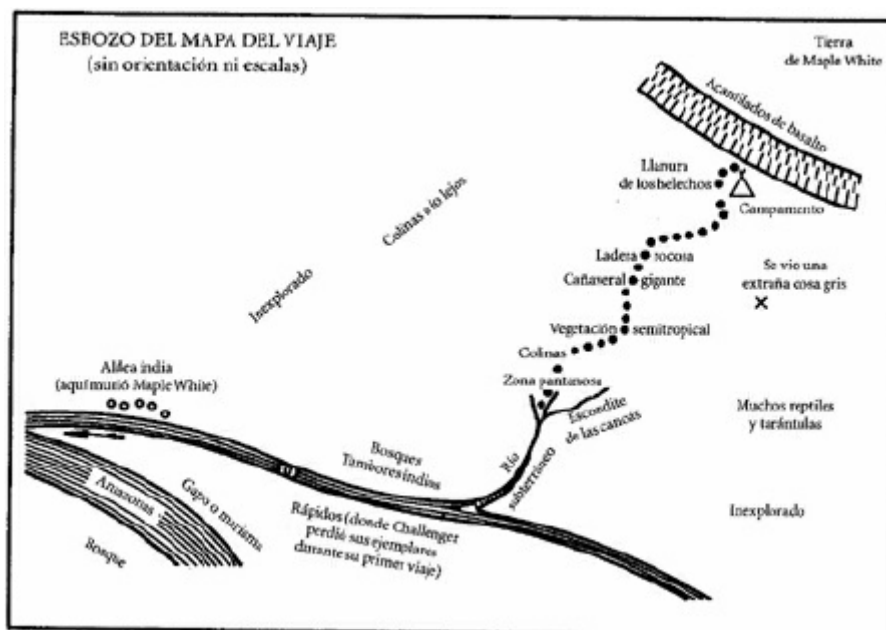 ESBOZO DEL MAPA DEL VIAJE
(sin orientación ni escalas)
Tierra
de Maple White
Acantilados de basalto
Llanura
de los helechos
Campamento
Colinas a lo lejos
Inexplorado
Ladera rocosa
Cañaveral gigante
Se vio una
extraña cosa gris
Vegetación semitropical
Colinas
Zona pantanosa
Aldea india
(aquí murió Maple White)
Escondite
de las canoas
Muchos reptiles
y tarántulas
Bosques
Tambores indios
Río
subterráneo
Amazonas
Gapo o marisma
Bosque
Rápidos (donde Challenger
perdió sus ejemplares
durante su primer viaje)
Inexplorado